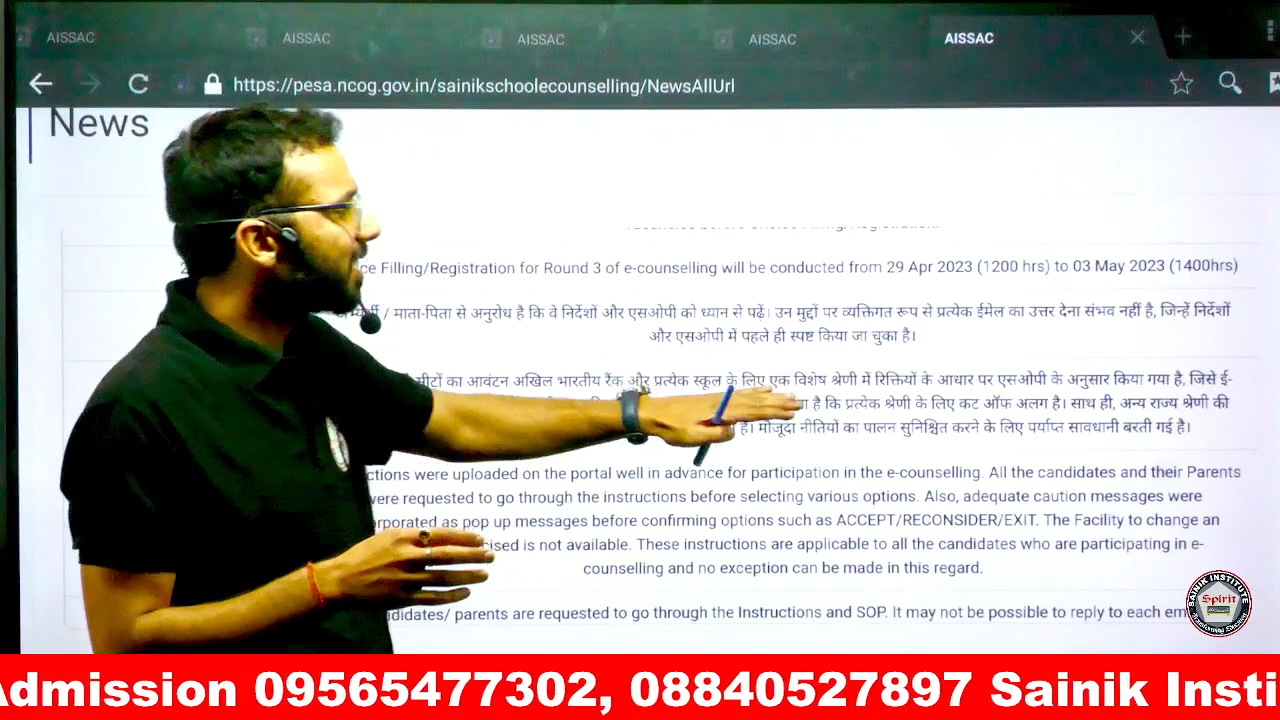 AISSAC
AISSAC
AISSAC
AISSAC
AISSAC
https://pesa.ncog.gov.in/sainikschoolecounselling/NewsAllUrl
News
ce Filling/Registration for Round 3 of e-counselling will be conducted from 29 Apr 2023 (1200 hrs) to 03 May 2023 (1400hrs)
/ माता-पिता से अनुरोध है कि वे निर्देशों और एसओपी को ध्यान से पढ़ें। उन मुद्दों पर व्यक्तिगत रूप से प्रत्येक ईमेल का उत्तर देना संभव नहीं है, जिन्हें निर्देशों
और एसओपी में पहले ही स्पष्ट किया जा चुका है।
सीटों का आवंटन अखिल भारतीय रैंक और प्रत्येक स्कूल के लिए एक विशेष श्रेणी में रिक्तियों के आधार पर एसओपी के अनुसार किया गया है, जिसे ई-
है कि प्रत्येक श्रेणी के लिए कट ऑफ अलग है। साथ ही, अन्य राज्य श्रेणी की
है। मौजूदा नीतियों का पालन सुनिश्चित करने के लिए पर्याप्त सावधानी बरती गई है।
ctions were uploaded on the portal well in advance for participation in the e-counselling. All the candidates and their Parents
were requested to go through the instructions before selecting various options. Also, adequate caution messages were
rporated as pop up messages before confirming options such as ACCEPT/RECONSIDER/EXIT. The Facility to change an
cised is not available. These instructions are applicable to all the candidates who are participating in e-
counselling and no exception can be made in this regard.
didates/ parents are requested to go through the Instructions and SOP. It may not be possible to reply to each em
SAINIK INSTITUTE
Spirit
dmission 09565477302, 08840527897 Sainik Insti